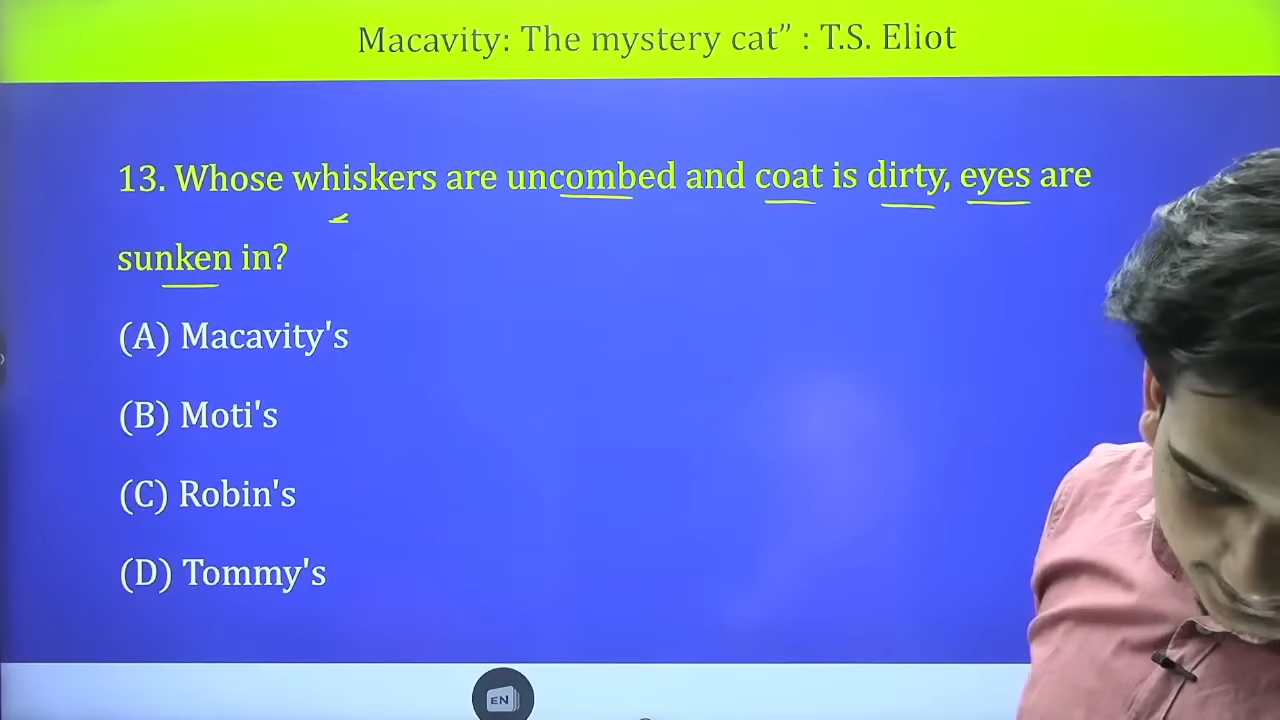 Macavity: The mystery cat” : T.S. Eliot
13. Whose whiskers are uncombed and coat is dirty, eyes are
sunken in?
(A) Macavity's
(B) Moti's
(C) Robin's
(D) Tommy's
EN